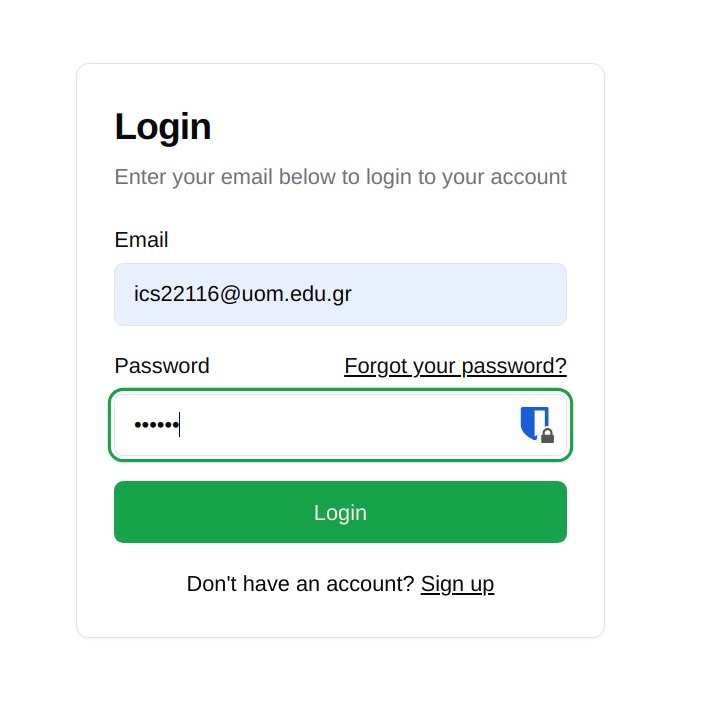 Login
Enter your email below to login to your account
Email
ics22116@uom.edu.gr
Password Forgot your password?
••••••
Login
Don't have an account? Sign up